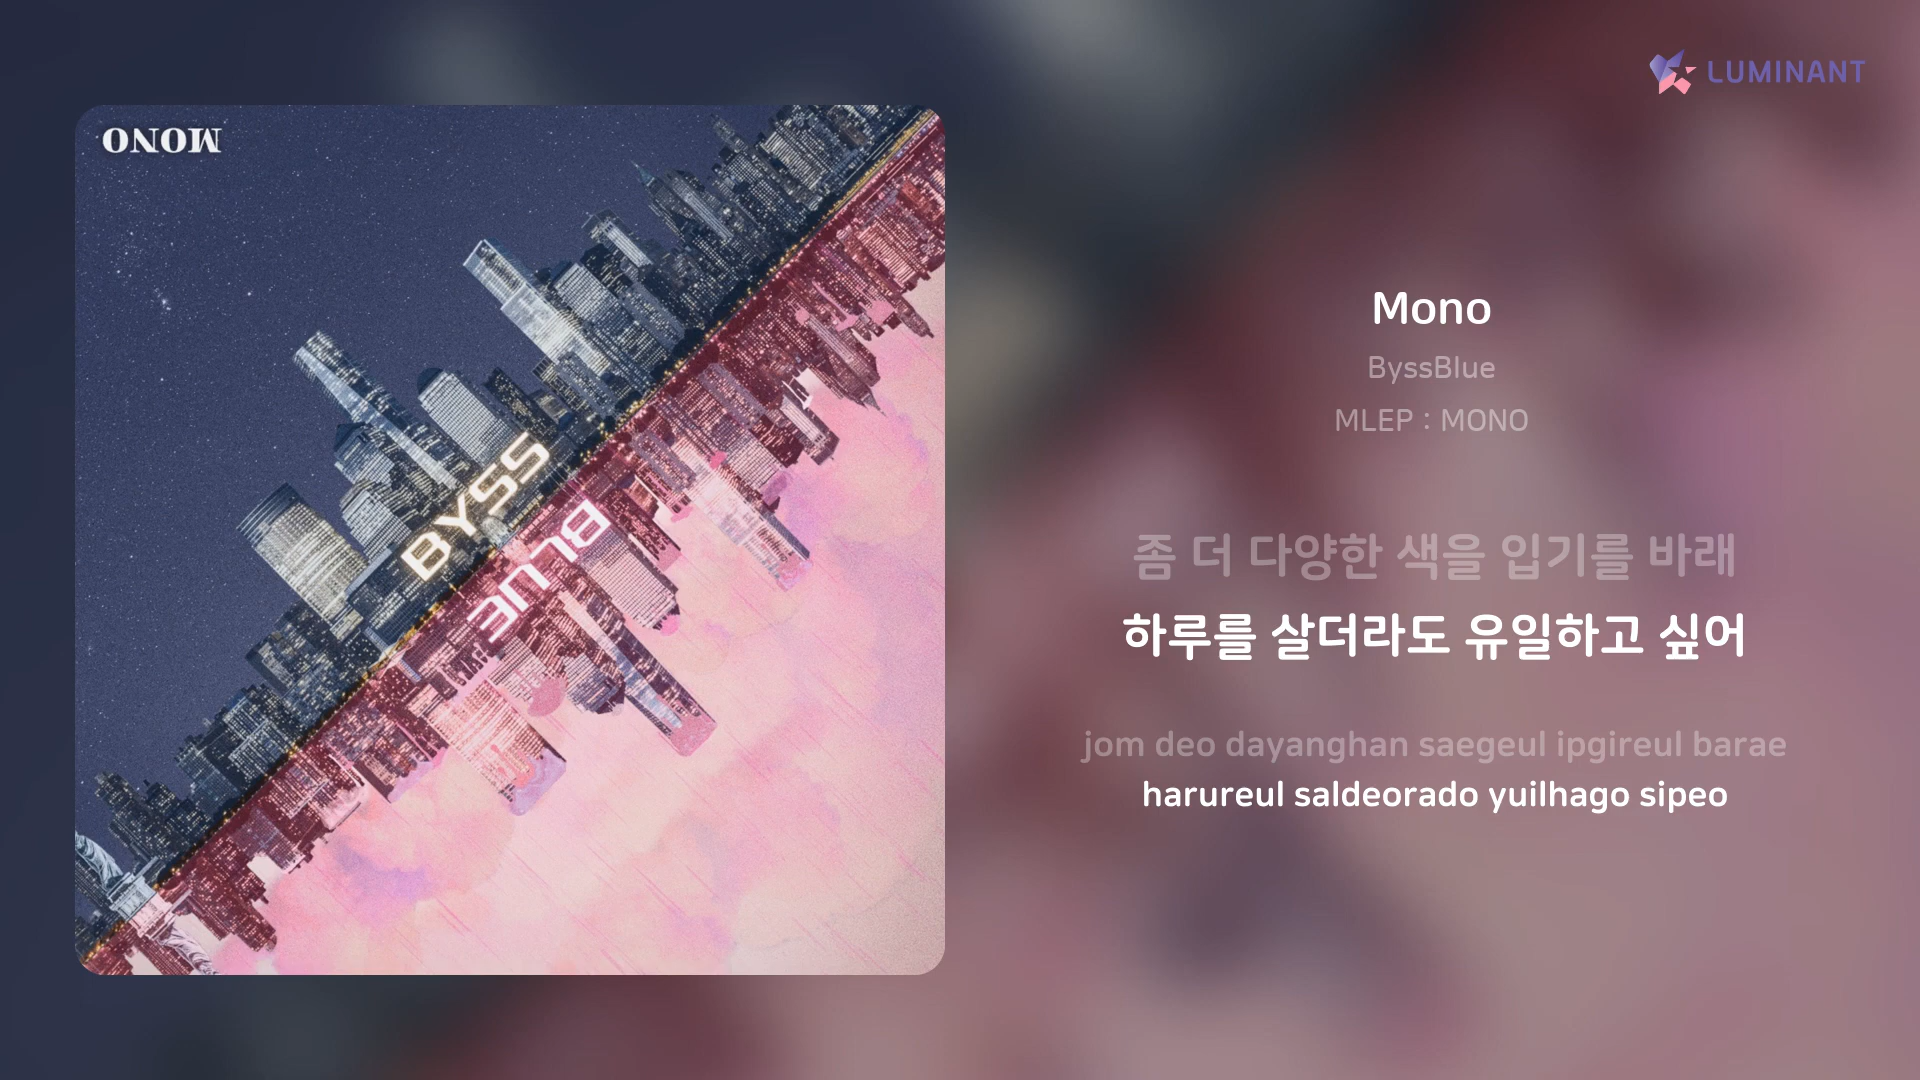 MONO
BYSS
BLUE
LUMINANT
Mono
ByssBlue
MLEP : MONO
좀 더 다양한 색을 입기를 바래
하루를 살더라도 유일하고 싶어
jom deo dayanghan saegeul ipgireul barae
harureul saldeorado yuilhago sipeo